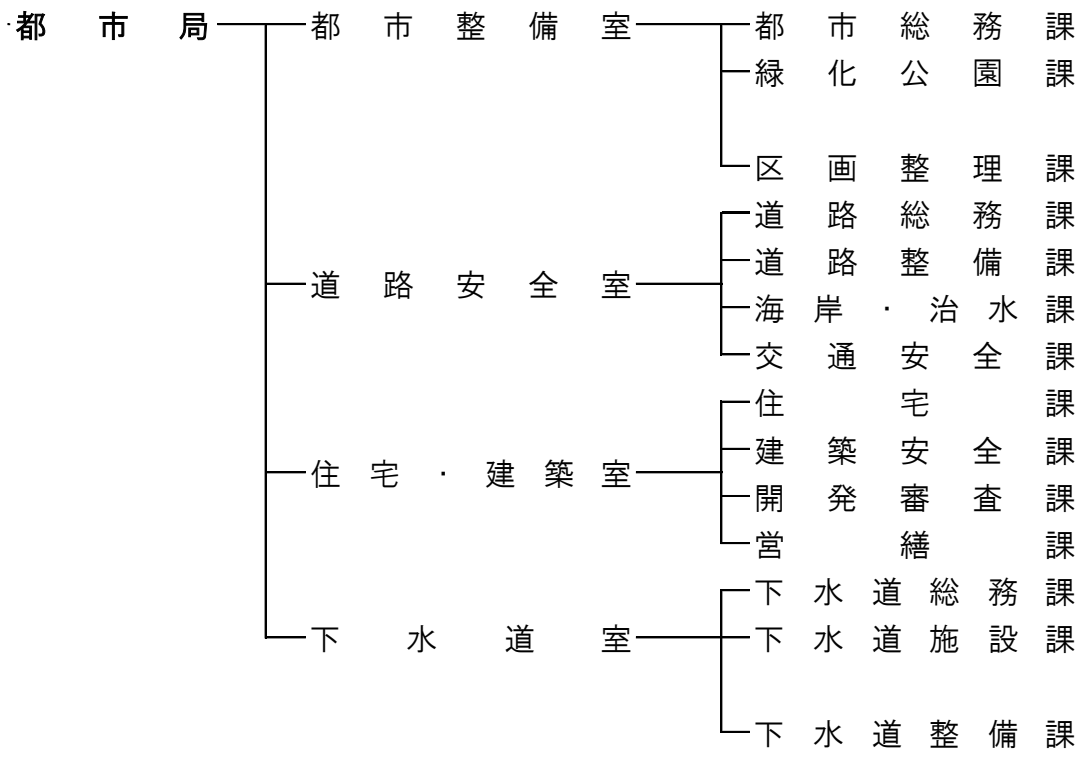 都市局 都市整備室 都市総務課
緑化公園課
区画整理課
道路総務課
道路整備課
道路安全室
海岸・治水課
交通安全課
住宅課
建築安全課
住宅・建築室
開発審査課
営繕課
下水道総務課
下水道室 下水道施設課
下水道整備課